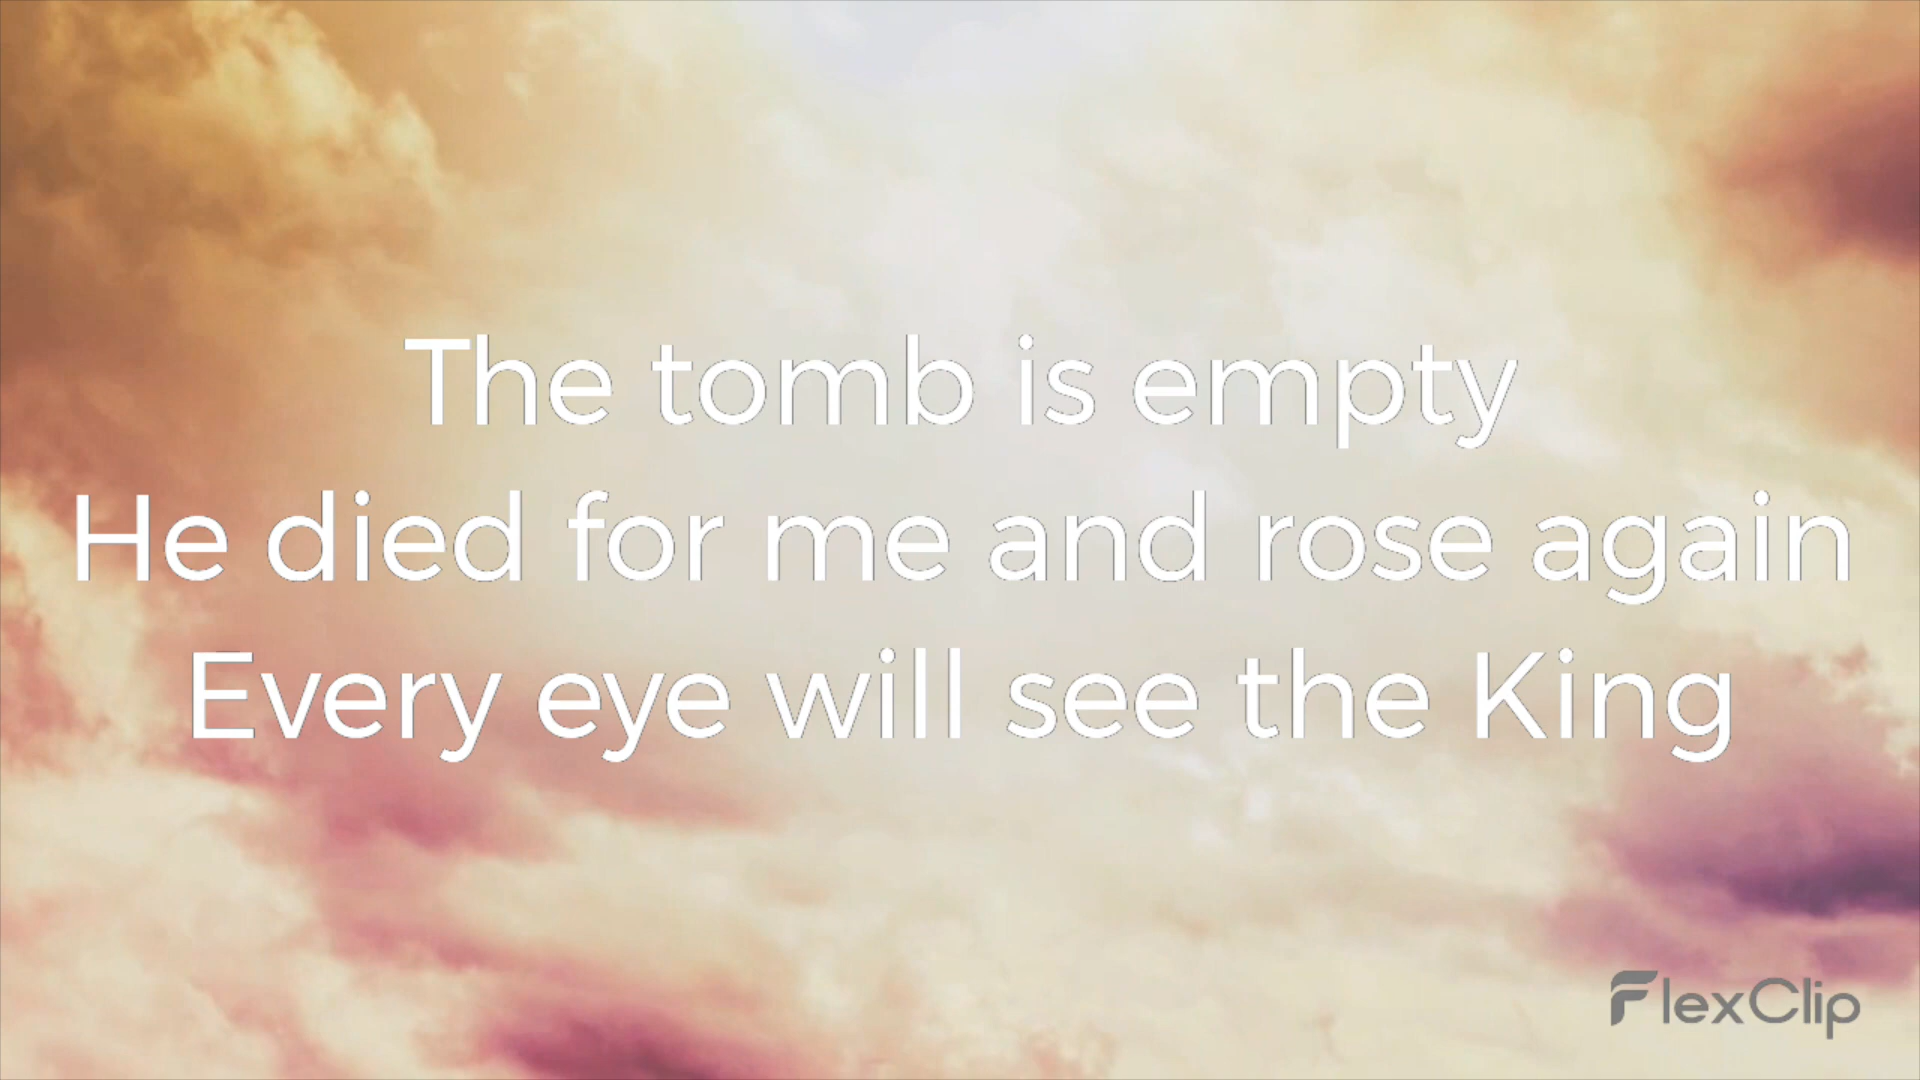 The tomb is empty
He died for me and rose again
Every eye will see the King
FlexClip